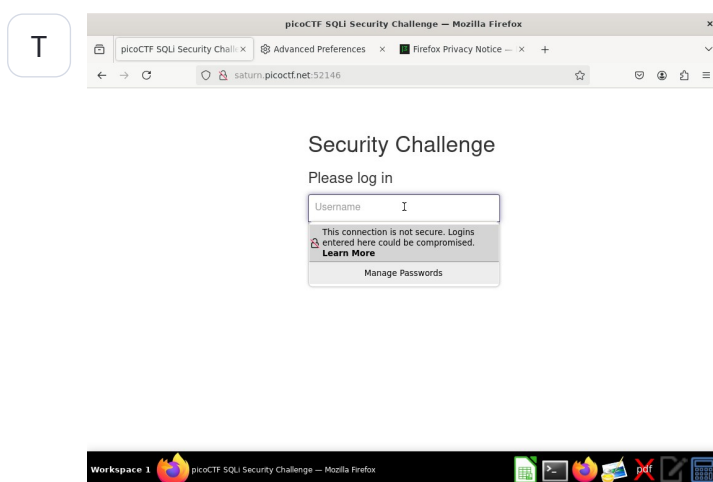 T
picoCTF SQLi Security Challenge — Mozilla Firefox
picoCTF SQLi Security Chall
Advanced Preferences
Firefox Privacy Notice —
saturn.picoctf.net:52146
Security Challenge
Please log in
Username
This connection is not secure. Logins
entered here could be compromised.
Learn More
Manage Passwords
Workspace 1
picoCTF SQLi Security Challenge — Mozilla Firefox
pdf